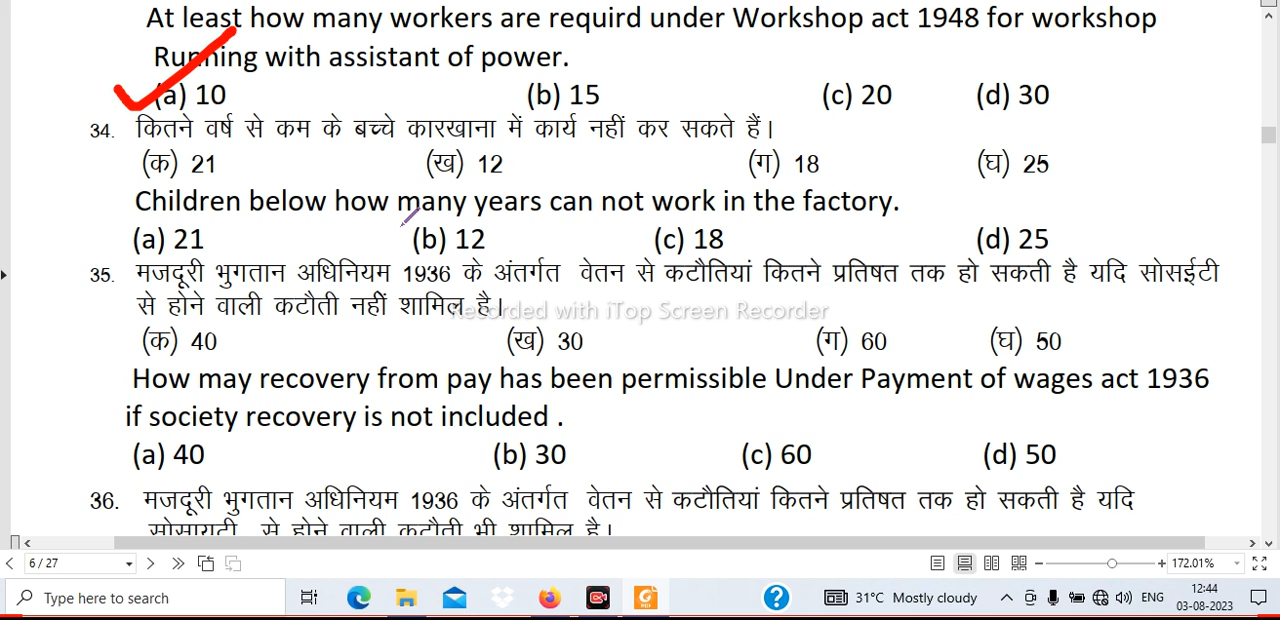 At least how many workers are requird under Workshop act 1948 for workshop
Running with assistant of power.
(a) 10 (b) 15 (c) 20 (d) 30
34. कितने वर्ष से कम के बच्चे कारखाना में कार्य नहीं कर सकते हैं।
(क) 21 (ख) 12 (ग) 18 (घ) 25
Children below how many years can not work in the factory.
(a) 21 (b) 12 (c) 18 (d) 25
35. मजदूरी भुगतान अधिनियम 1936 के अंतर्गत वेतन से कटौतियां कितने प्रतिषत तक हो सकती है यदि सोसईटी
से होने वाली कटौती नहीं शामिल है।
Recorded with iTop Screen Recorder
(क) 40 (ख) 30 (ग) 60 (घ) 50
How may recovery from pay has been permissible Under Payment of wages act 1936
if society recovery is not included .
(a) 40 (b) 30 (c) 60 (d) 50
36. मजदूरी भुगतान अधिनियम 1936 के अंतर्गत वेतन से कटौतियां कितने प्रतिषत तक हो सकती है यदि
सोसायटी से होने वाली कटौती भी शामिल है।
6 / 27 172.01%
Type here to search 31°C Mostly cloudy ENG 12:44
03-08-2023